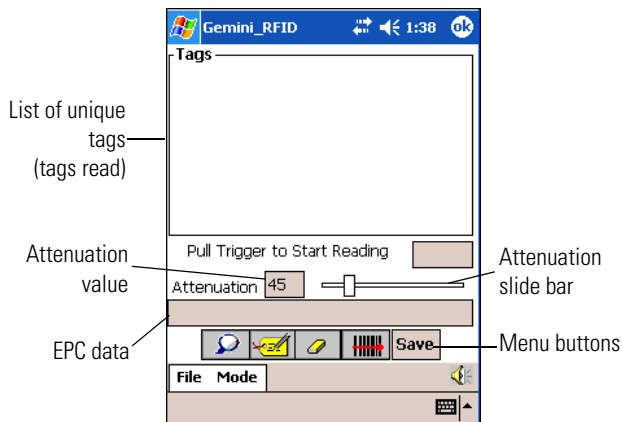 Gemini_RFID 1:38 ok
Tags
List of unique
tags
(tags read)
Pull Trigger to Start Reading
Attenuation
value
Attenuation 45
Attenuation
slide bar
EPC data
Save
Menu buttons
File Mode